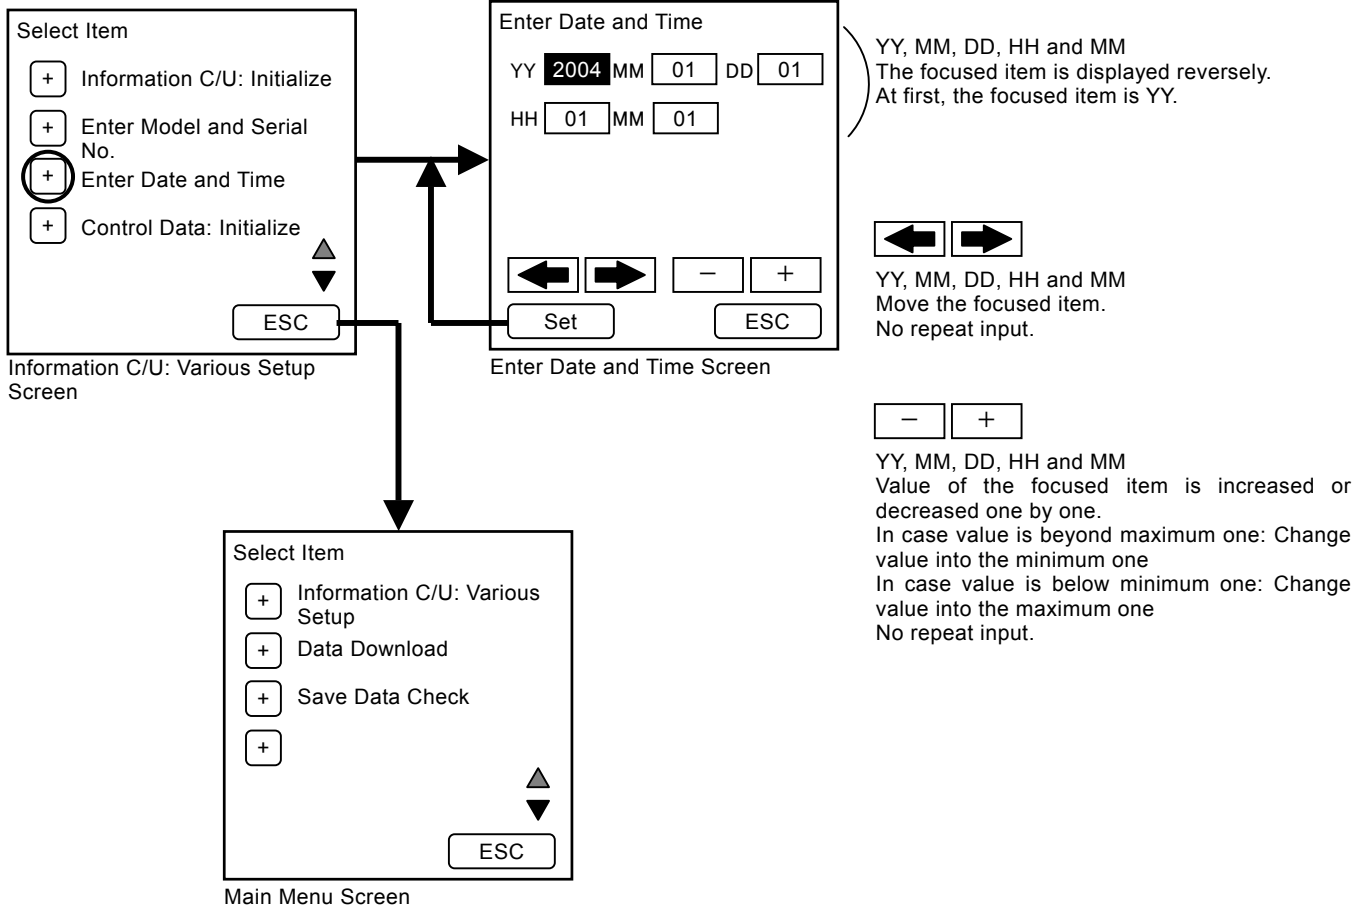 Select Item
+ Information C/U: Initialize
+ Enter Model and Serial
No.
+ Enter Date and Time
+ Control Data: Initialize
ESC
Information C/U: Various Setup
Screen
Enter Date and Time
YY 2004 MM 01 DD 01
HH 01 MM 01
− +
Set ESC
Enter Date and Time Screen
YY, MM, DD, HH and MM
The focused item is displayed reversely.
At first, the focused item is YY.
YY, MM, DD, HH and MM
Move the focused item.
No repeat input.
− +
YY, MM, DD, HH and MM
Value of the focused item is increased or
decreased one by one.
In case value is beyond maximum one: Change
value into the minimum one
In case value is below minimum one: Change
value into the maximum one
No repeat input.
Select Item
+ Information C/U: Various
Setup
+ Data Download
+ Save Data Check
+
ESC
Main Menu Screen